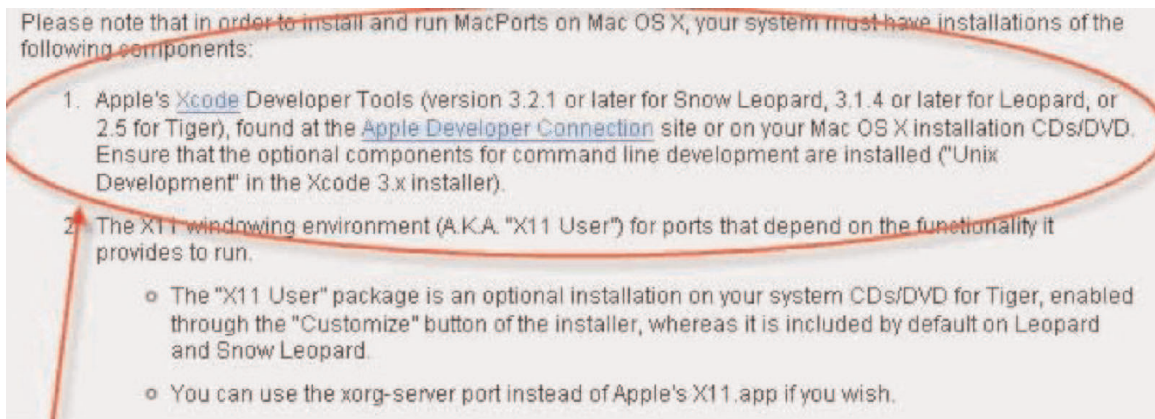 Please note that in order to install and run MacPorts on Mac OS X, your system must have installations of the
following components:
1. Apple's Xcode Developer Tools (version 3.2.1 or later for Snow Leopard, 3.1.4 or later for Leopard, or
2.5 for Tiger), found at the Apple Developer Connection site or on your Mac OS X installation CDs/DVD.
Ensure that the optional components for command line development are installed ("Unix
Development" in the Xcode 3.x installer).
2. The X11 windowing environment (A.K.A. "X11 User") for ports that depend on the functionality it
provides to run.
The "X11 User" package is an optional installation on your system CDs/DVD for Tiger, enabled
through the "Customize" button of the installer, whereas it is included by default on Leopard
and Snow Leopard.
You can use the xorg-server port instead of Apple's X11.app if you wish.